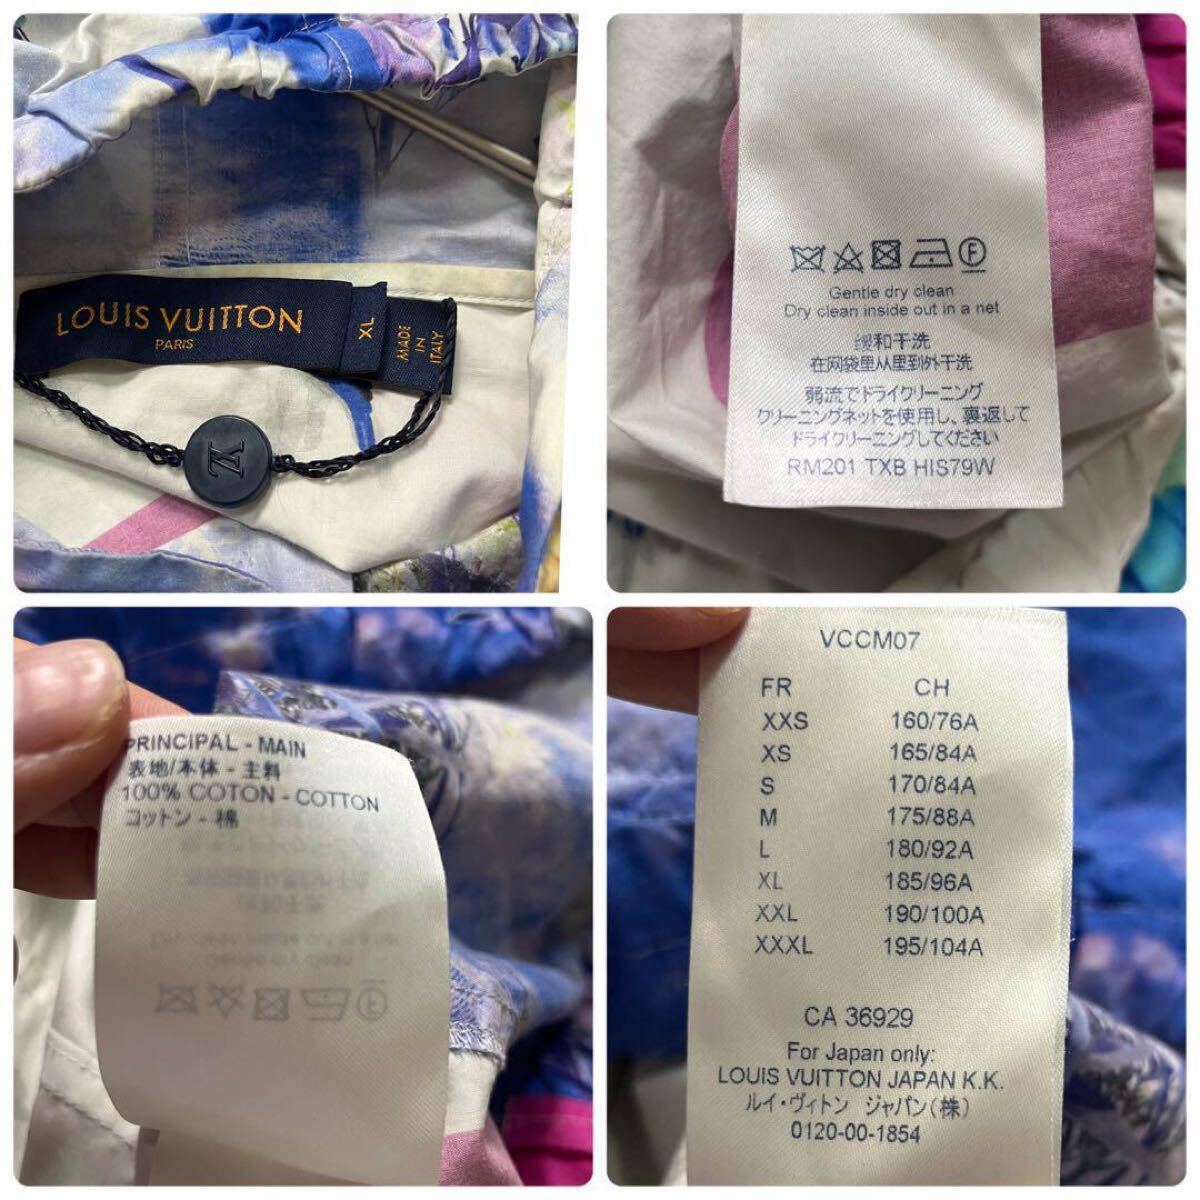 LOUIS VUITTON
PARIS
XL
MADE
IN
ITALY
Gentle dry clean
Dry clean inside out in a net
缓和干洗
在网袋里从里到外干洗
弱流でドライクリーニング
クリーニングネットを使用し、裏返して
ドライクリーニングしてください
RM201 TXB HIS79W
PRINCIPAL - MAIN
表地/本体 - 主料
100% COTON - COTTON
コットン - 棉
VCCM07
FR CH
XXS 160/76A
XS 165/84A
S 170/84A
M 175/88A
L 180/92A
XL 185/96A
XXL 190/100A
XXXL 195/104A
CA 36929
For Japan only:
LOUIS VUITTON JAPAN K.K.
ルイ・ヴィトン ジャパン(株)
0120-00-1854